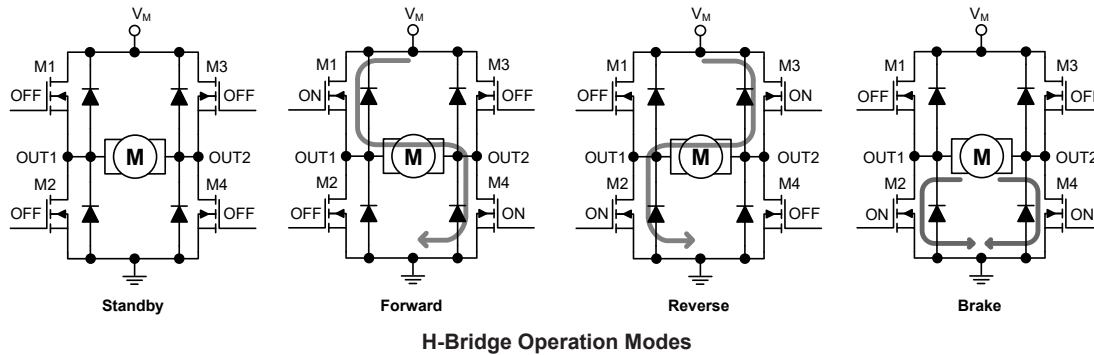 VM VM VM VM
M1 M3 M1 M3 M1 M3 M1 M3
OFF OFF ON OFF OFF ON OFF OFF
OUT1 M OUT2 OUT1 M OUT2 OUT1 M OUT2 OUT1 M OUT2
M2 M4 M2 M4 M2 M4 M2 M4
OFF OFF OFF ON ON OFF ON ON
Standby Forward Reverse Brake
H-Bridge Operation Modes